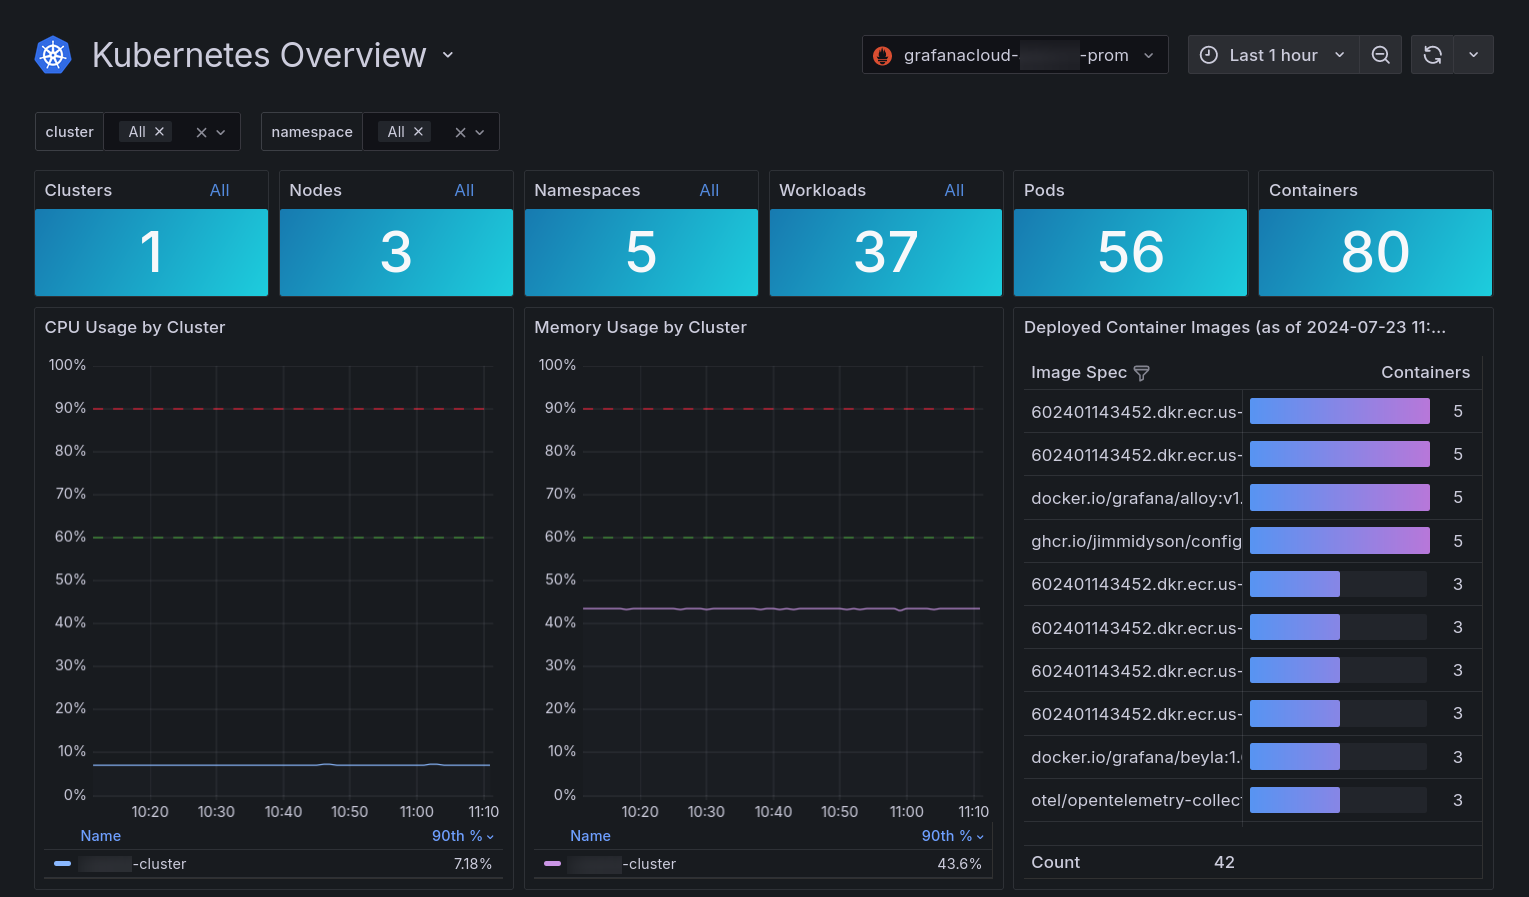 Kubernetes Overview
grafanacloud- -prom
Last 1 hour
cluster All
namespace All
Clusters All
1
Nodes All
3
Namespaces All
5
Workloads All
37
Pods
56
Containers
80
CPU Usage by Cluster
100%
90%
80%
70%
60%
50%
40%
30%
20%
10%
0%
10:20 10:30 10:40 10:50 11:00 11:10
Name 90th %
-cluster 7.18%
Memory Usage by Cluster
100%
90%
80%
70%
60%
50%
40%
30%
20%
10%
0%
10:20 10:30 10:40 10:50 11:00 11:10
Name 90th %
-cluster 43.6%
Deployed Container Images (as of 2024-07-23 11:...
Image Spec Containers
602401143452.dkr.ecr.us- 5
602401143452.dkr.ecr.us- 5
docker.io/grafana/alloy:v1. 5
ghcr.io/jimmidyson/config 5
602401143452.dkr.ecr.us- 3
602401143452.dkr.ecr.us- 3
602401143452.dkr.ecr.us- 3
602401143452.dkr.ecr.us- 3
docker.io/grafana/beyla:1. 3
otel/opentelemetry-collec 3
Count 42